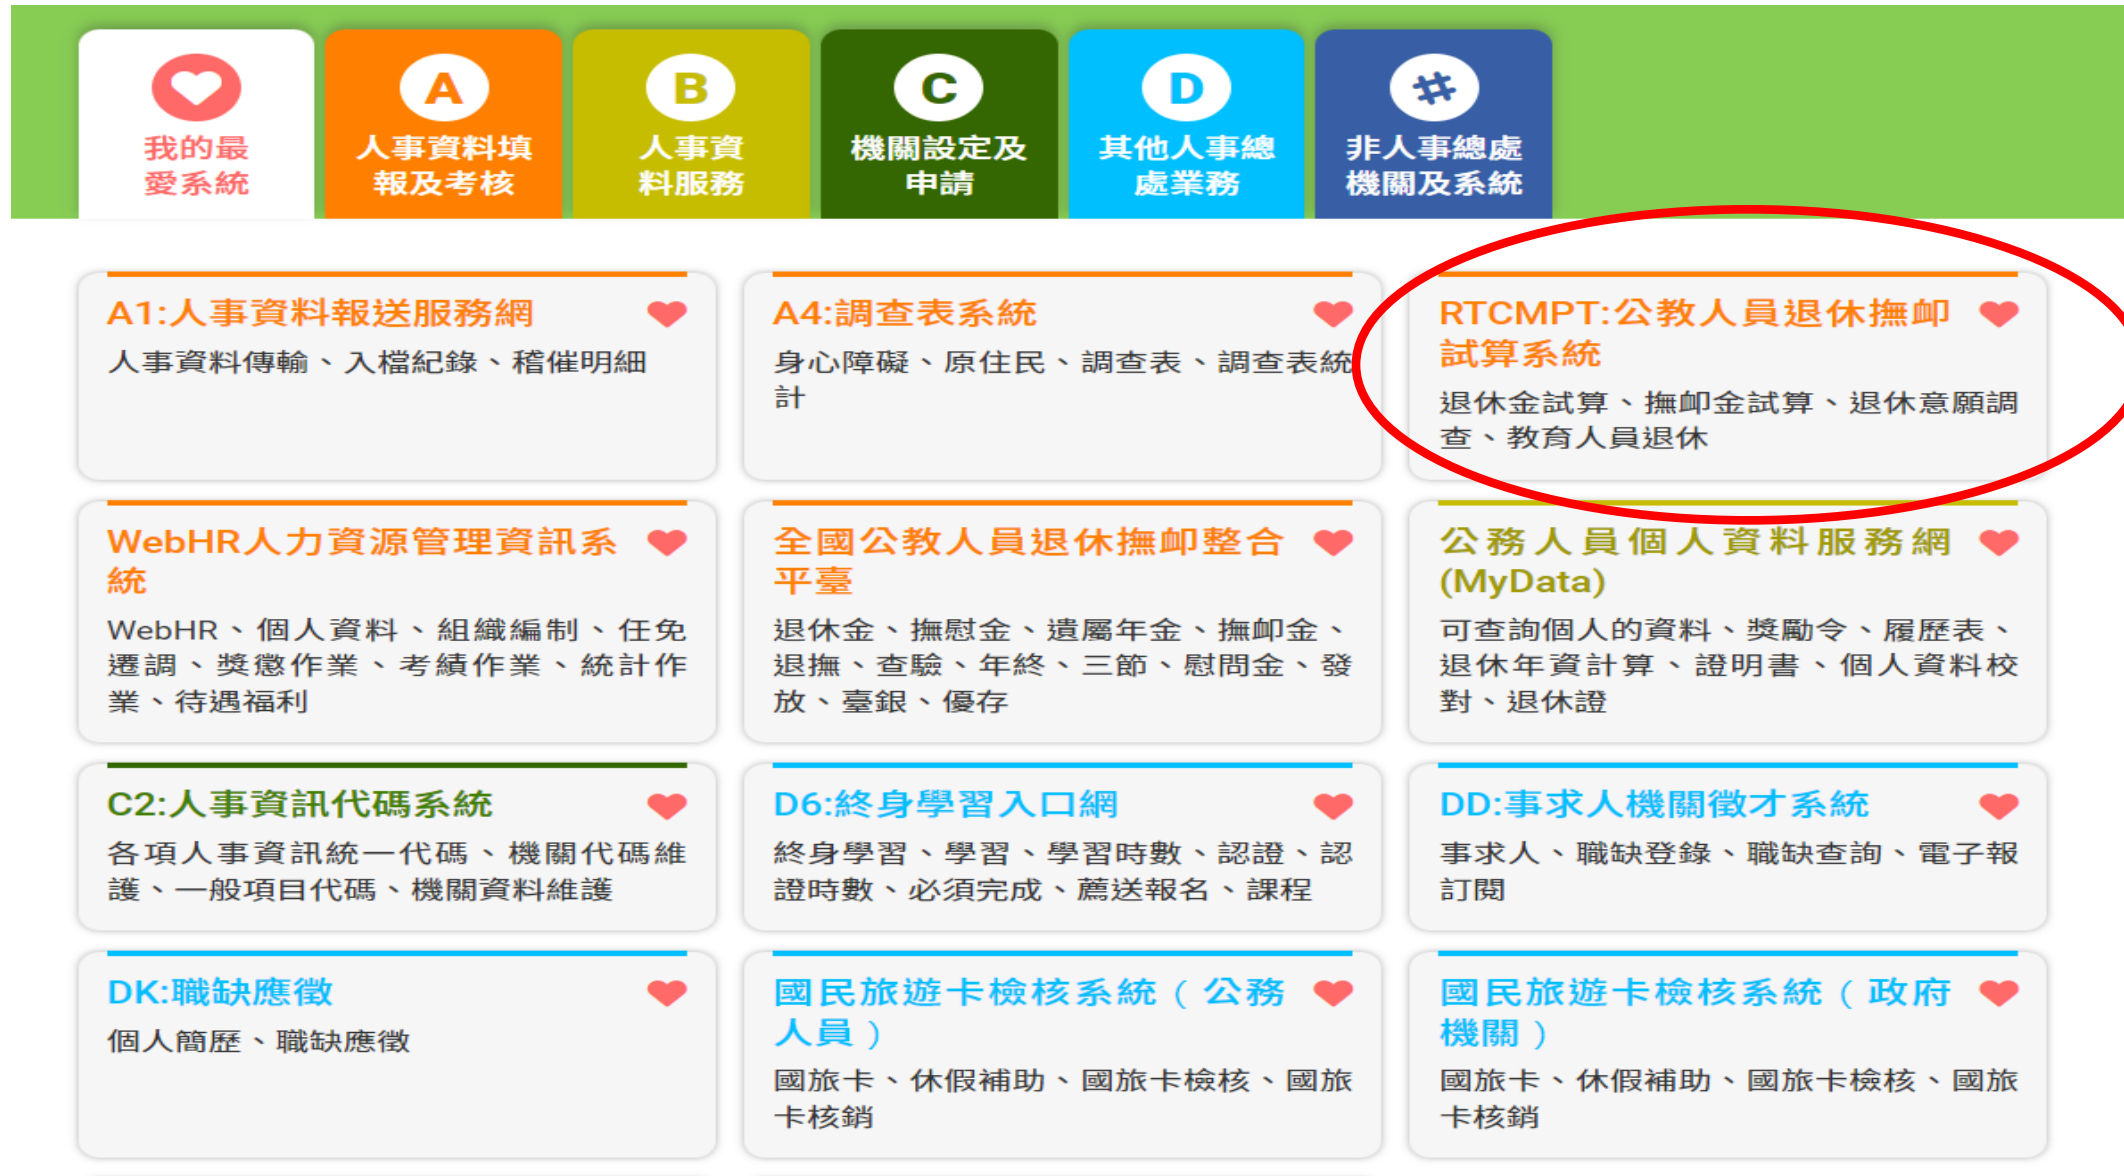 我的最
愛系統
A
人事資料填
報及考核
B
人事資
料服務
C
機關設定及
申請
D
其他人事總
處業務
#
非人事總處
機關及系統
A1:人事資料報送服務網
人事資料傳輸、入檔紀錄、稽催明細
A4:調查表系統
身心障礙、原住民、調查表、調查表統
計
RTCMPT:公教人員退休撫卹
試算系統
退休金試算、撫卹金試算、退休意願調
查、教育人員退休
WebHR人力資源管理資訊系
統
WebHR、個人資料、組織編制、任免
遷調、獎懲作業、考績作業、統計作
業、待遇福利
全國公教人員退休撫卹整合
平臺
退休金、撫慰金、遺屬年金、撫卹金、
退撫、查驗、年終、三節、慰問金、發
放、臺銀、優存
公務人員個人資料服務網
(MyData)
可查詢個人的資料、獎勵令、履歷表、
退休年資計算、證明書、個人資料校
對、退休證
C2:人事資訊代碼系統
各項人事資訊統一代碼、機關代碼維
護、一般項目代碼、機關資料維護
D6:終身學習入口網
終身學習、學習、學習時數、認證、認
證時數、必須完成、薦送報名、課程
DD:事求人機關徵才系統
事求人、職缺登錄、職缺查詢、電子報
訂閱
DK:職缺應徵
個人簡歷、職缺應徵
國民旅遊卡檢核系統（公務
人員）
國旅卡、休假補助、國旅卡檢核、國旅
卡核銷
國民旅遊卡檢核系統（政府
機關）
國旅卡、休假補助、國旅卡檢核、國旅
卡核銷